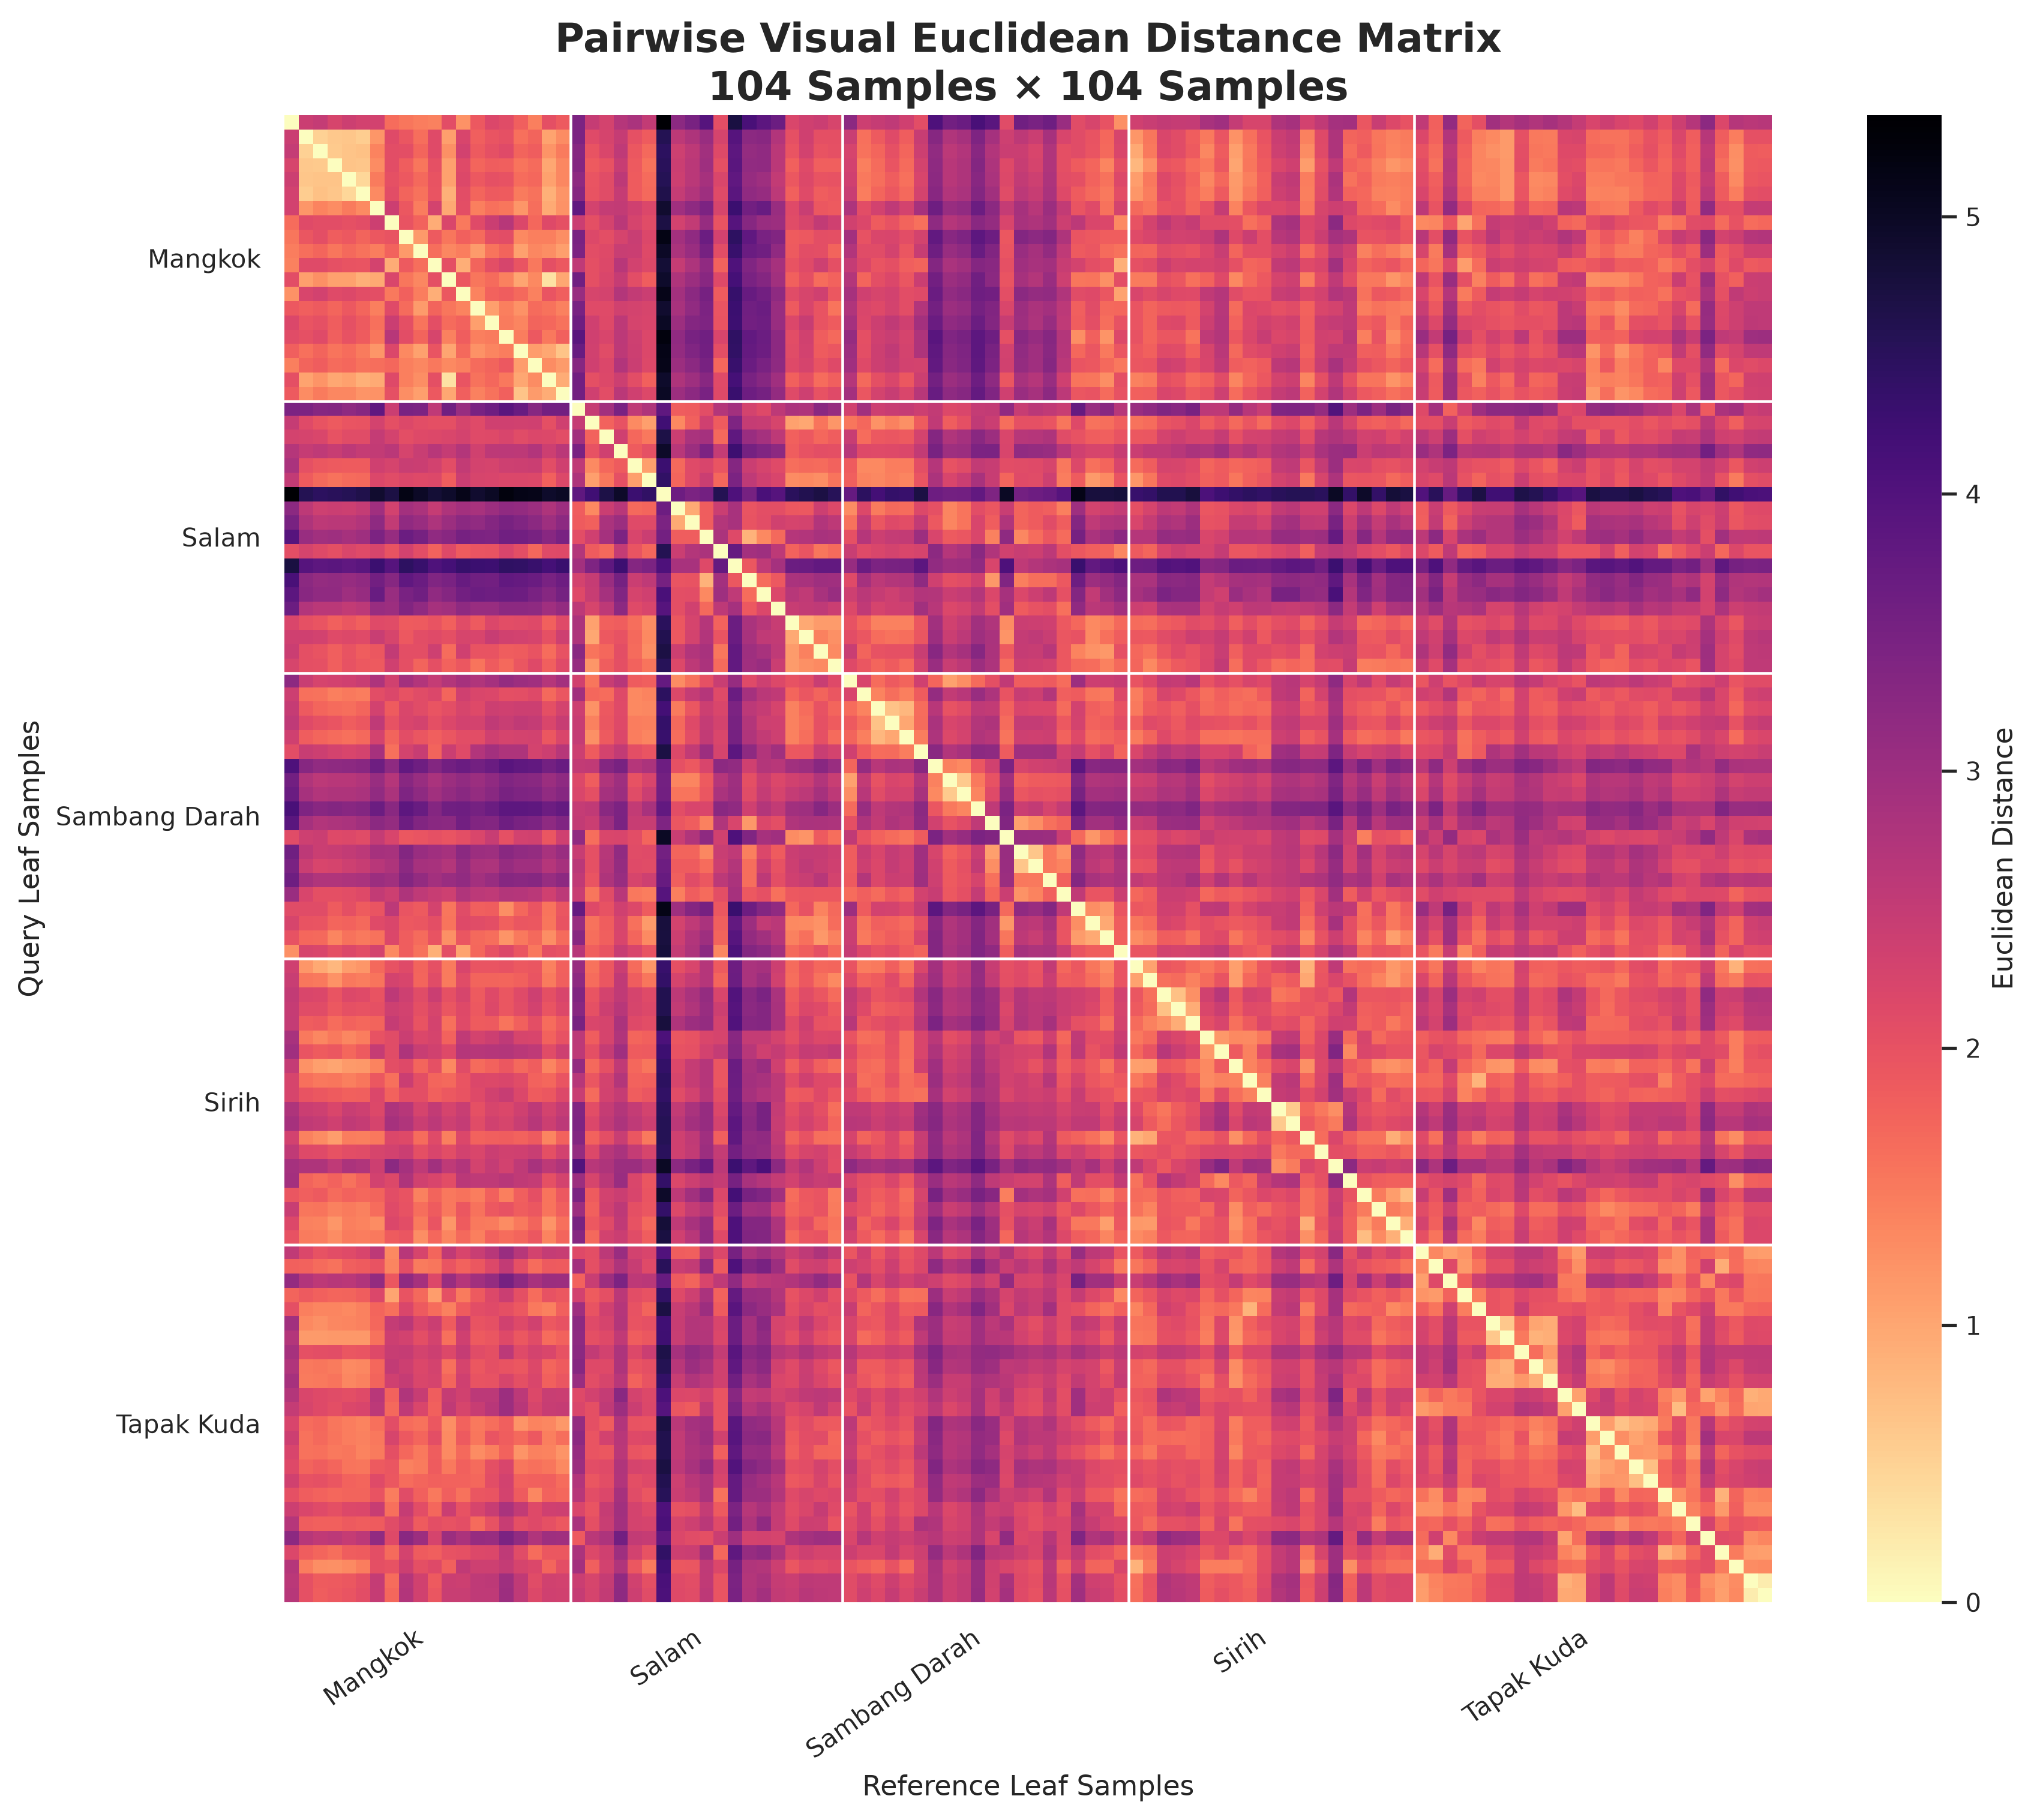 Pairwise Visual Euclidean Distance Matrix
104 Samples × 104 Samples
Query Leaf Samples
Mangkok
Salam
Sambang Darah
Sirih
Tapak Kuda
Mangkok
Salam
Sambang Darah
Sirih
Tapak Kuda
Reference Leaf Samples
5
4
3
2
1
0
Euclidean Distance